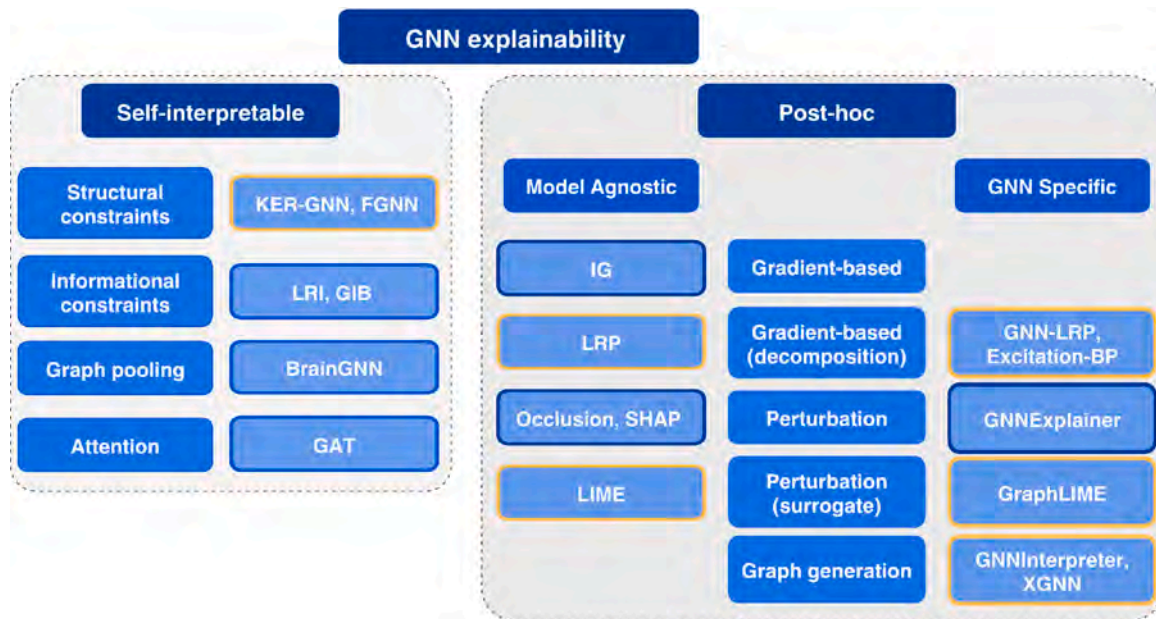 GNN explainability
Self-interpretable
Structural
constraints
KER-GNN, FGNN
Informational
constraints
LRI, GIB
Graph pooling
BrainGNN
Attention
GAT
Post-hoc
Model Agnostic
GNN Specific
IG
Gradient-based
LRP
Gradient-based
(decomposition)
GNN-LRP,
Excitation-BP
Occlusion, SHAP
Perturbation
GNNExplainer
LIME
Perturbation
(surrogate)
GraphLIME
Graph generation
GNNInterpreter,
XGNN